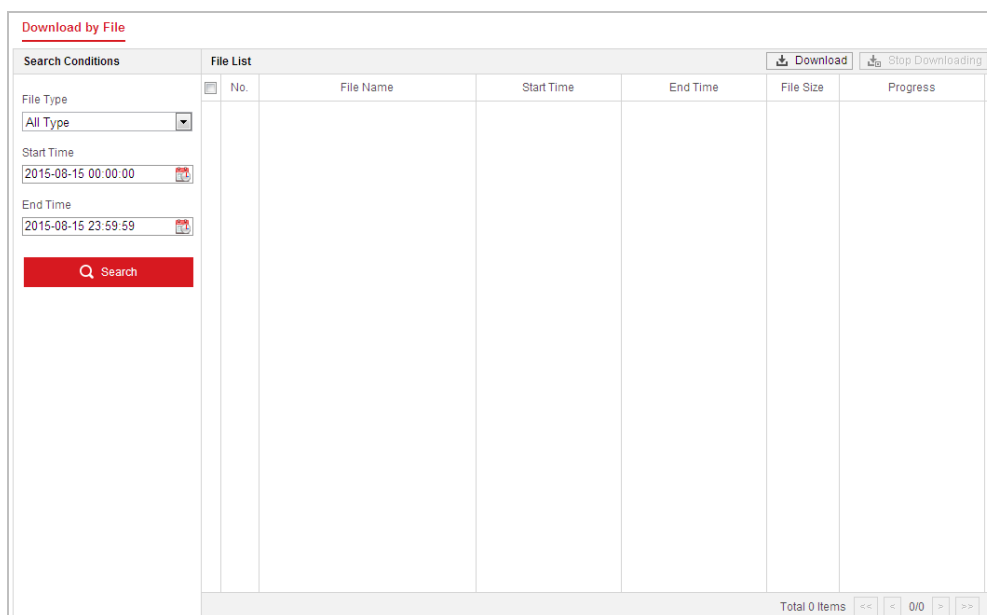 Download by File
Search Conditions
File List
Download
Stop Downloading
No.
File Name
Start Time
End Time
File Size
Progress
File Type
All Type
Start Time
2015-08-15 00:00:00
End Time
2015-08-15 23:59:59
Search
Total 0 Items << < 0/0 > >>